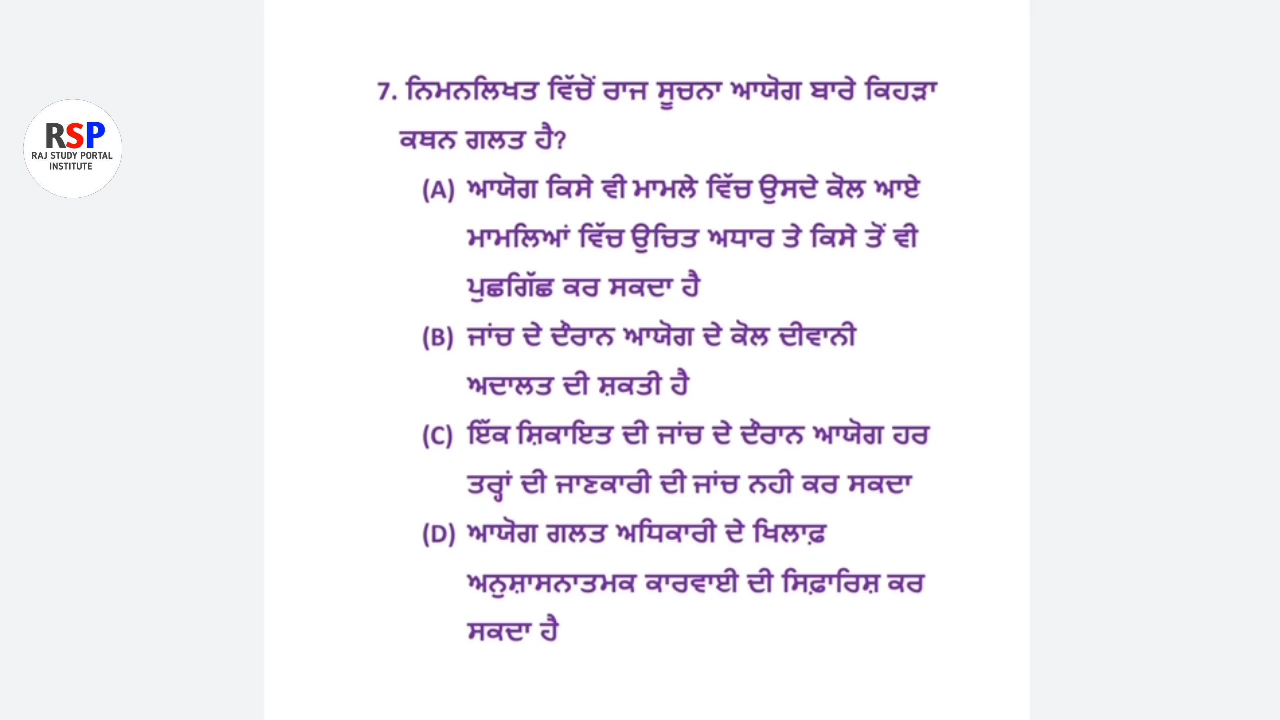 RSP
RAJ STUDY PORTAL
INSTITUTE
7. ਨਿਮਨਲਿਖਤ ਵਿੱਚੋਂ ਰਾਜ ਸੂਚਨਾ ਆਯੋਗ ਬਾਰੇ ਕਿਹੜਾ
ਕਥਨ ਗਲਤ ਹੈ?
(A) ਆਯੋਗ ਕਿਸੇ ਵੀ ਮਾਮਲੇ ਵਿੱਚ ਉਸਦੇ ਕੋਲ ਆਏ
ਮਾਮਲਿਆਂ ਵਿੱਚ ਉਚਿਤ ਅਧਾਰ ਤੇ ਕਿਸੇ ਤੋਂ ਵੀ
ਪੁਛਗਿੱਛ ਕਰ ਸਕਦਾ ਹੈ
(B) ਜਾਂਚ ਦੇ ਦੌਰਾਨ ਆਯੋਗ ਦੇ ਕੋਲ ਦੀਵਾਨੀ
ਅਦਾਲਤ ਦੀ ਸ਼ਕਤੀ ਹੈ
(C) ਇੱਕ ਸ਼ਿਕਾਇਤ ਦੀ ਜਾਂਚ ਦੇ ਦੌਰਾਨ ਆਯੋਗ ਹਰ
ਤਰ੍ਹਾਂ ਦੀ ਜਾਣਕਾਰੀ ਦੀ ਜਾਂਚ ਨਹੀ ਕਰ ਸਕਦਾ
(D) ਆਯੋਗ ਗਲਤ ਅਧਿਕਾਰੀ ਦੇ ਖਿਲਾਫ਼
ਅਨੁਸ਼ਾਸਨਾਤਮਕ ਕਾਰਵਾਈ ਦੀ ਸਿਫ਼ਾਰਿਸ਼ ਕਰ
ਸਕਦਾ ਹੈ